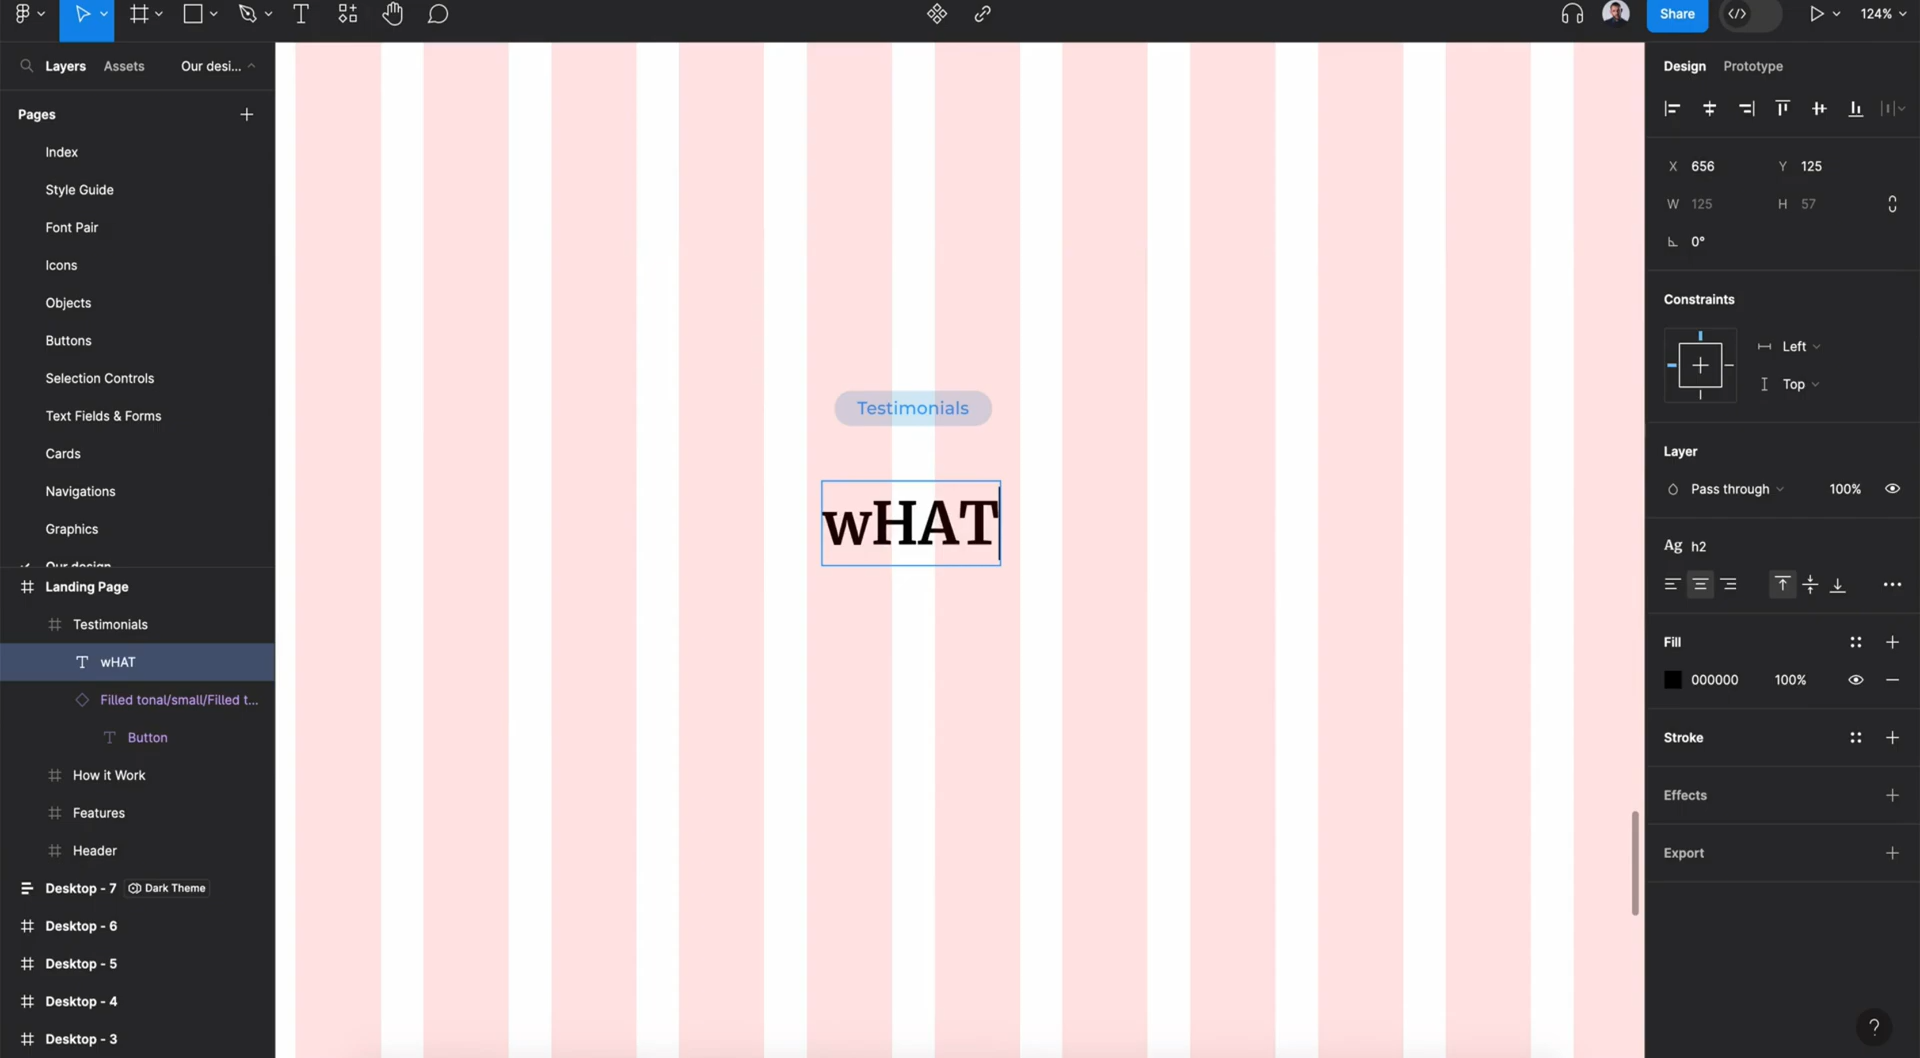 Share
124%
Layers
Assets
Our desi...
Design
Prototype
Pages
Index
Style Guide
Font Pair
Icons
Objects
Buttons
Selection Controls
Text Fields & Forms
Cards
Navigations
Graphics
Our design
Landing Page
Testimonials
wHAT
Filled tonal/small/Filled t...
Button
How it Work
Features
Header
Desktop - 7
Dark Theme
Desktop - 6
Desktop - 5
Desktop - 4
Desktop - 3
Testimonials
wHAT
X 656
Y 125
W 125
H 57
0°
Constraints
Left
Top
Layer
Pass through
100%
Ag h2
Fill
000000
100%
Stroke
Effects
Export
?